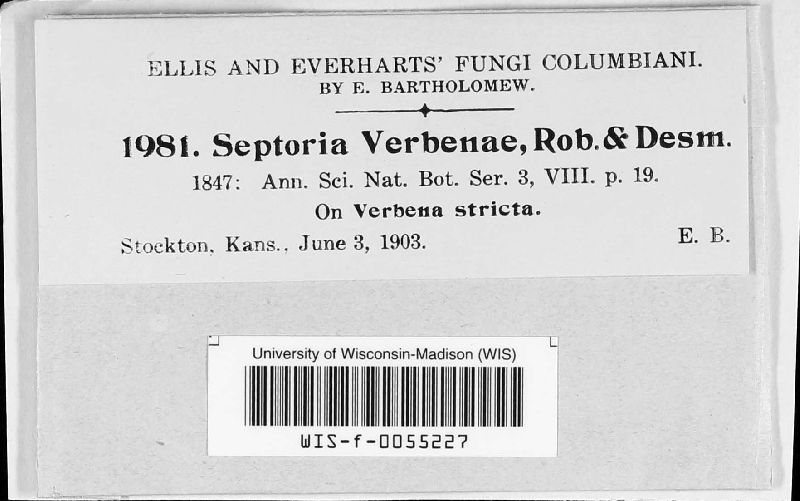 ELLIS AND EVERHARTS' FUNGI COLUMBIANI.
BY E. BARTHOLOMEW.
1981. Septoria Verbenae, Rob. & Desm.
1847: Ann. Sci. Nat. Bot. Ser. 3, VIII. p. 19.
On Verbena stricta.
Stockton, Kans., June 3, 1903. E. B.
University of Wisconsin-Madison (WIS)
WIS-f-0055227